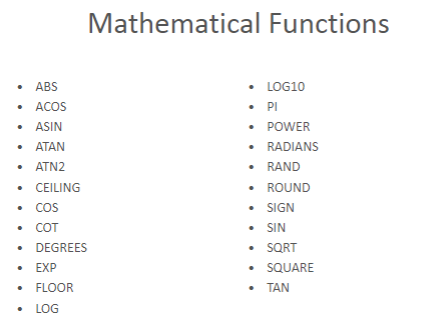 Mathematical Functions
ABS
ACOS
ASIN
ATAN
ATN2
CEILING
COS
COT
DEGREES
EXP
FLOOR
LOG
LOG10
PI
POWER
RADIANS
RAND
ROUND
SIGN
SIN
SQRT
SQUARE
TAN